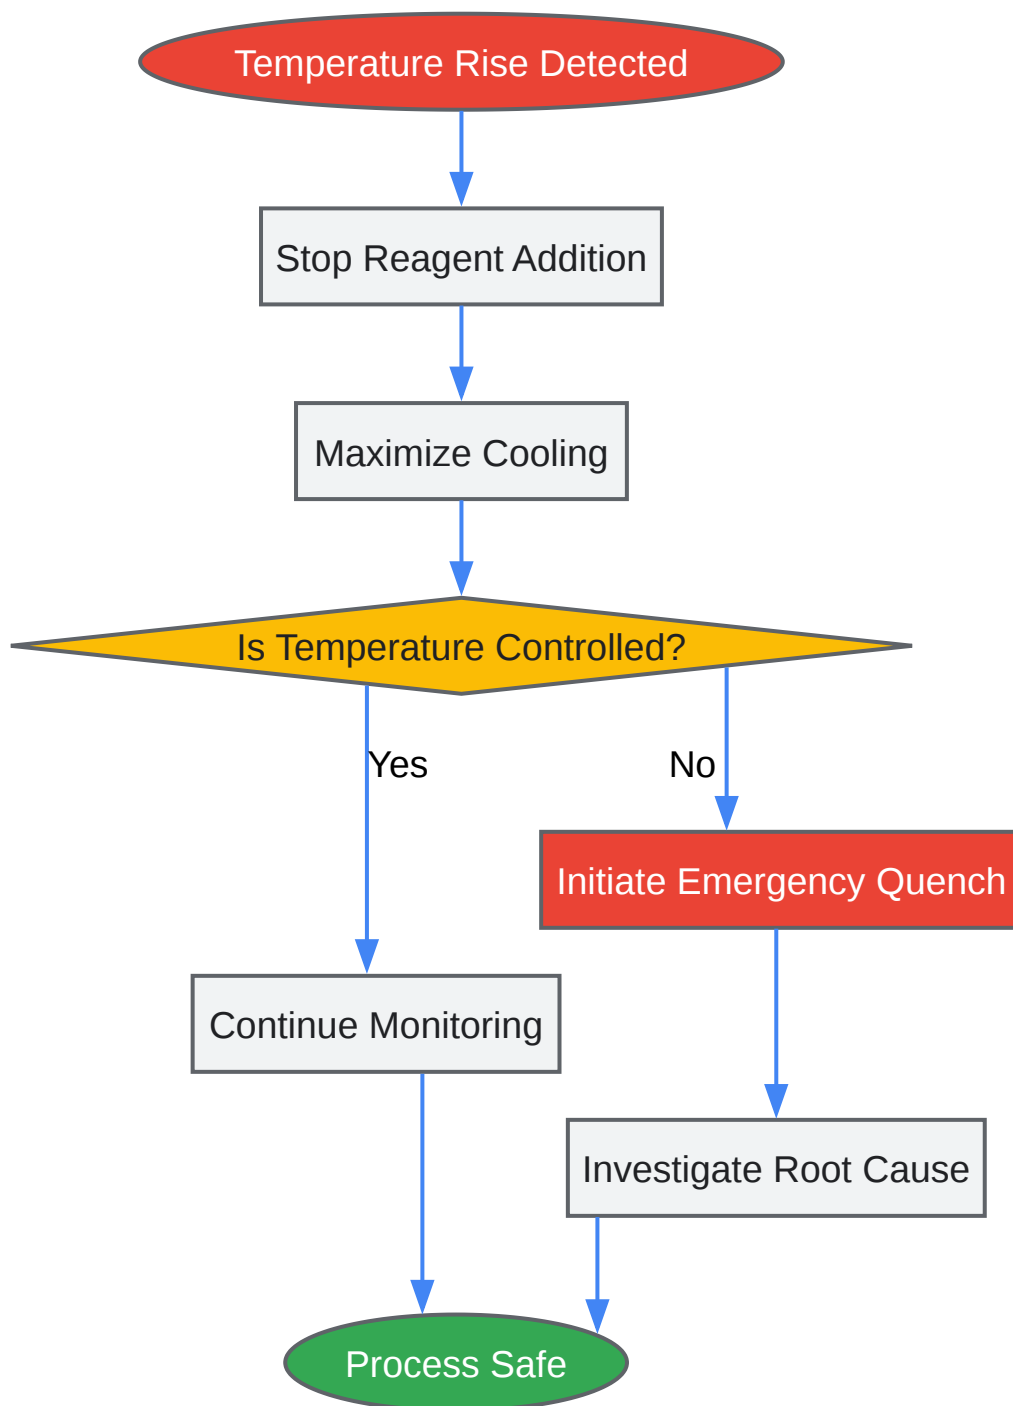 Temperature Rise Detected
Stop Reagent Addition
Maximize Cooling
Is Temperature Controlled?
Yes
No
Initiate Emergency Quench
Continue Monitoring
Investigate Root Cause
Process Safe